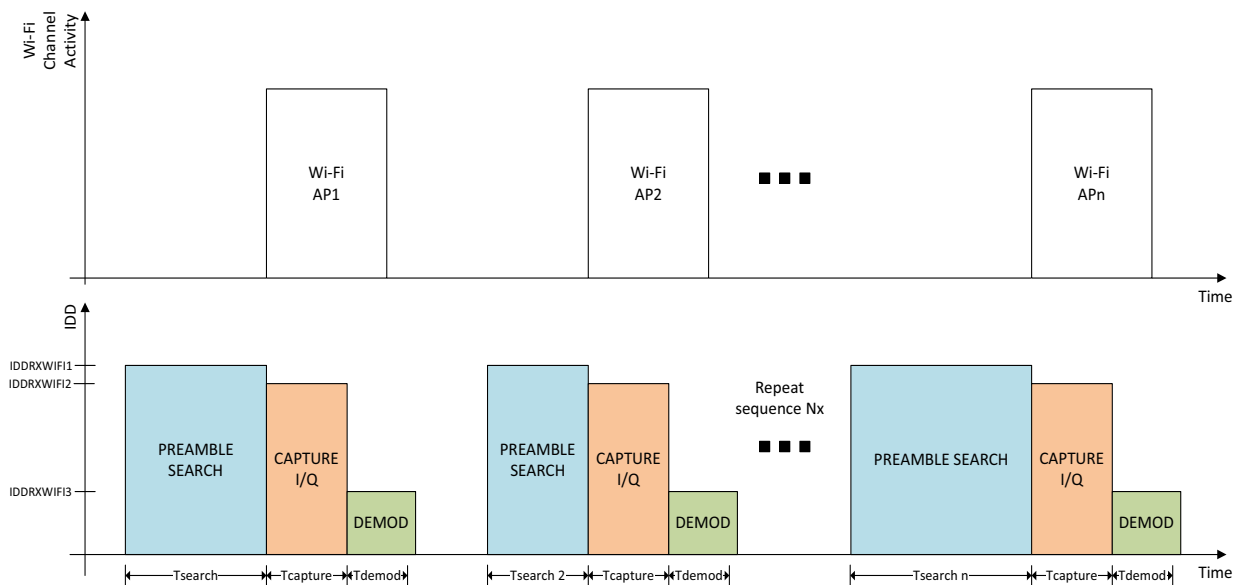 Wi-Fi
Channel
Activity
Wi-Fi
AP1
Wi-Fi
AP2
Wi-Fi
APn
Time
IDD
IDDRXWIFI1
IDDRXWIFI2
IDDRXWIFI3
PREAMBLE
SEARCH
CAPTURE
I/Q
DEMOD
PREAMBLE
SEARCH
CAPTURE
I/Q
DEMOD
Repeat
sequence Nx
PREAMBLE SEARCH
CAPTURE
I/Q
DEMOD
Tsearch
Tcapture
Tdemod
Tsearch 2
Tcapture
Tdemod
Tsearch n
Tcapture
Tdemod
Time